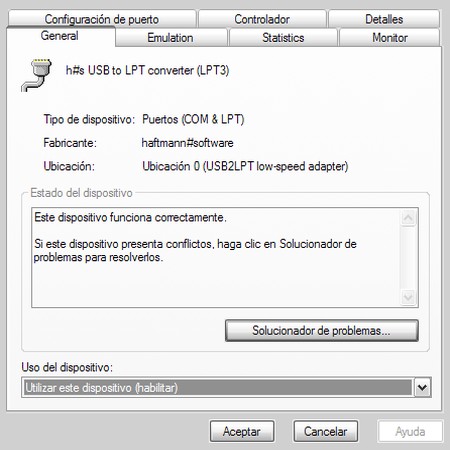 Configuración de puerto Controlador Detalles
General Emulation Statistics Monitor
h#s USB to LPT converter (LPT3)
Tipo de dispositivo: Puertos (COM & LPT)
Fabricante: haftmann#software
Ubicación: Ubicación 0 (USB2LPT low-speed adapter)
Estado del dispositivo
Este dispositivo funciona correctamente.
Si este dispositivo presenta conflictos, haga clic en Solucionador de
problemas para resolverlos.
Solucionador de problemas...
Uso del dispositivo:
Utilizar este dispositivo (habilitar)
Aceptar Cancelar Ayuda